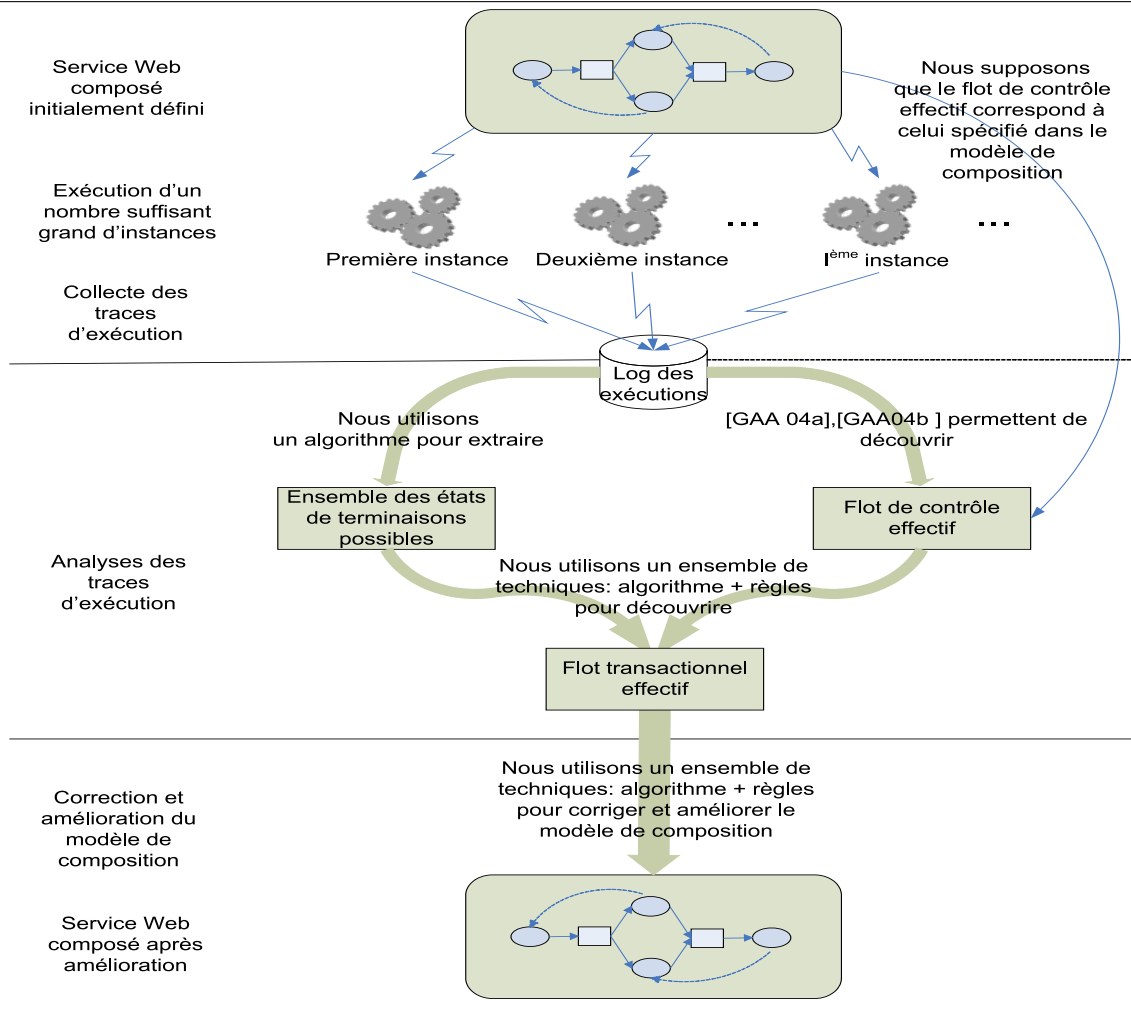 Service Web
composé
initialement défini
Nous supposons
que le flot de contrôle
effectif correspond à
celui spécifié dans le
modèle de
composition
Exécution d'un
nombre suffisant
grand d'instances
...
...
Première instance
Deuxième instance
Ième instance
Collecte des
traces
d'exécution
Log des
exécutions
Nous utilisons
un algorithme pour extraire
[GAA 04a],[GAA04b ] permettent de
découvrir
Ensemble des états
de terminaisons
possibles
Flot de contrôle
effectif
Analyses des
traces
d'exécution
Nous utilisons un ensemble de
techniques: algorithme + règles
pour découvrire
Flot transactionnel
effectif
Correction et
amélioration du
modèle de
composition
Nous utilisons un ensemble de
techniques: algorithme + règles
pour corriger et améliorer le
modèle de composition
Service Web
composé après
amélioration